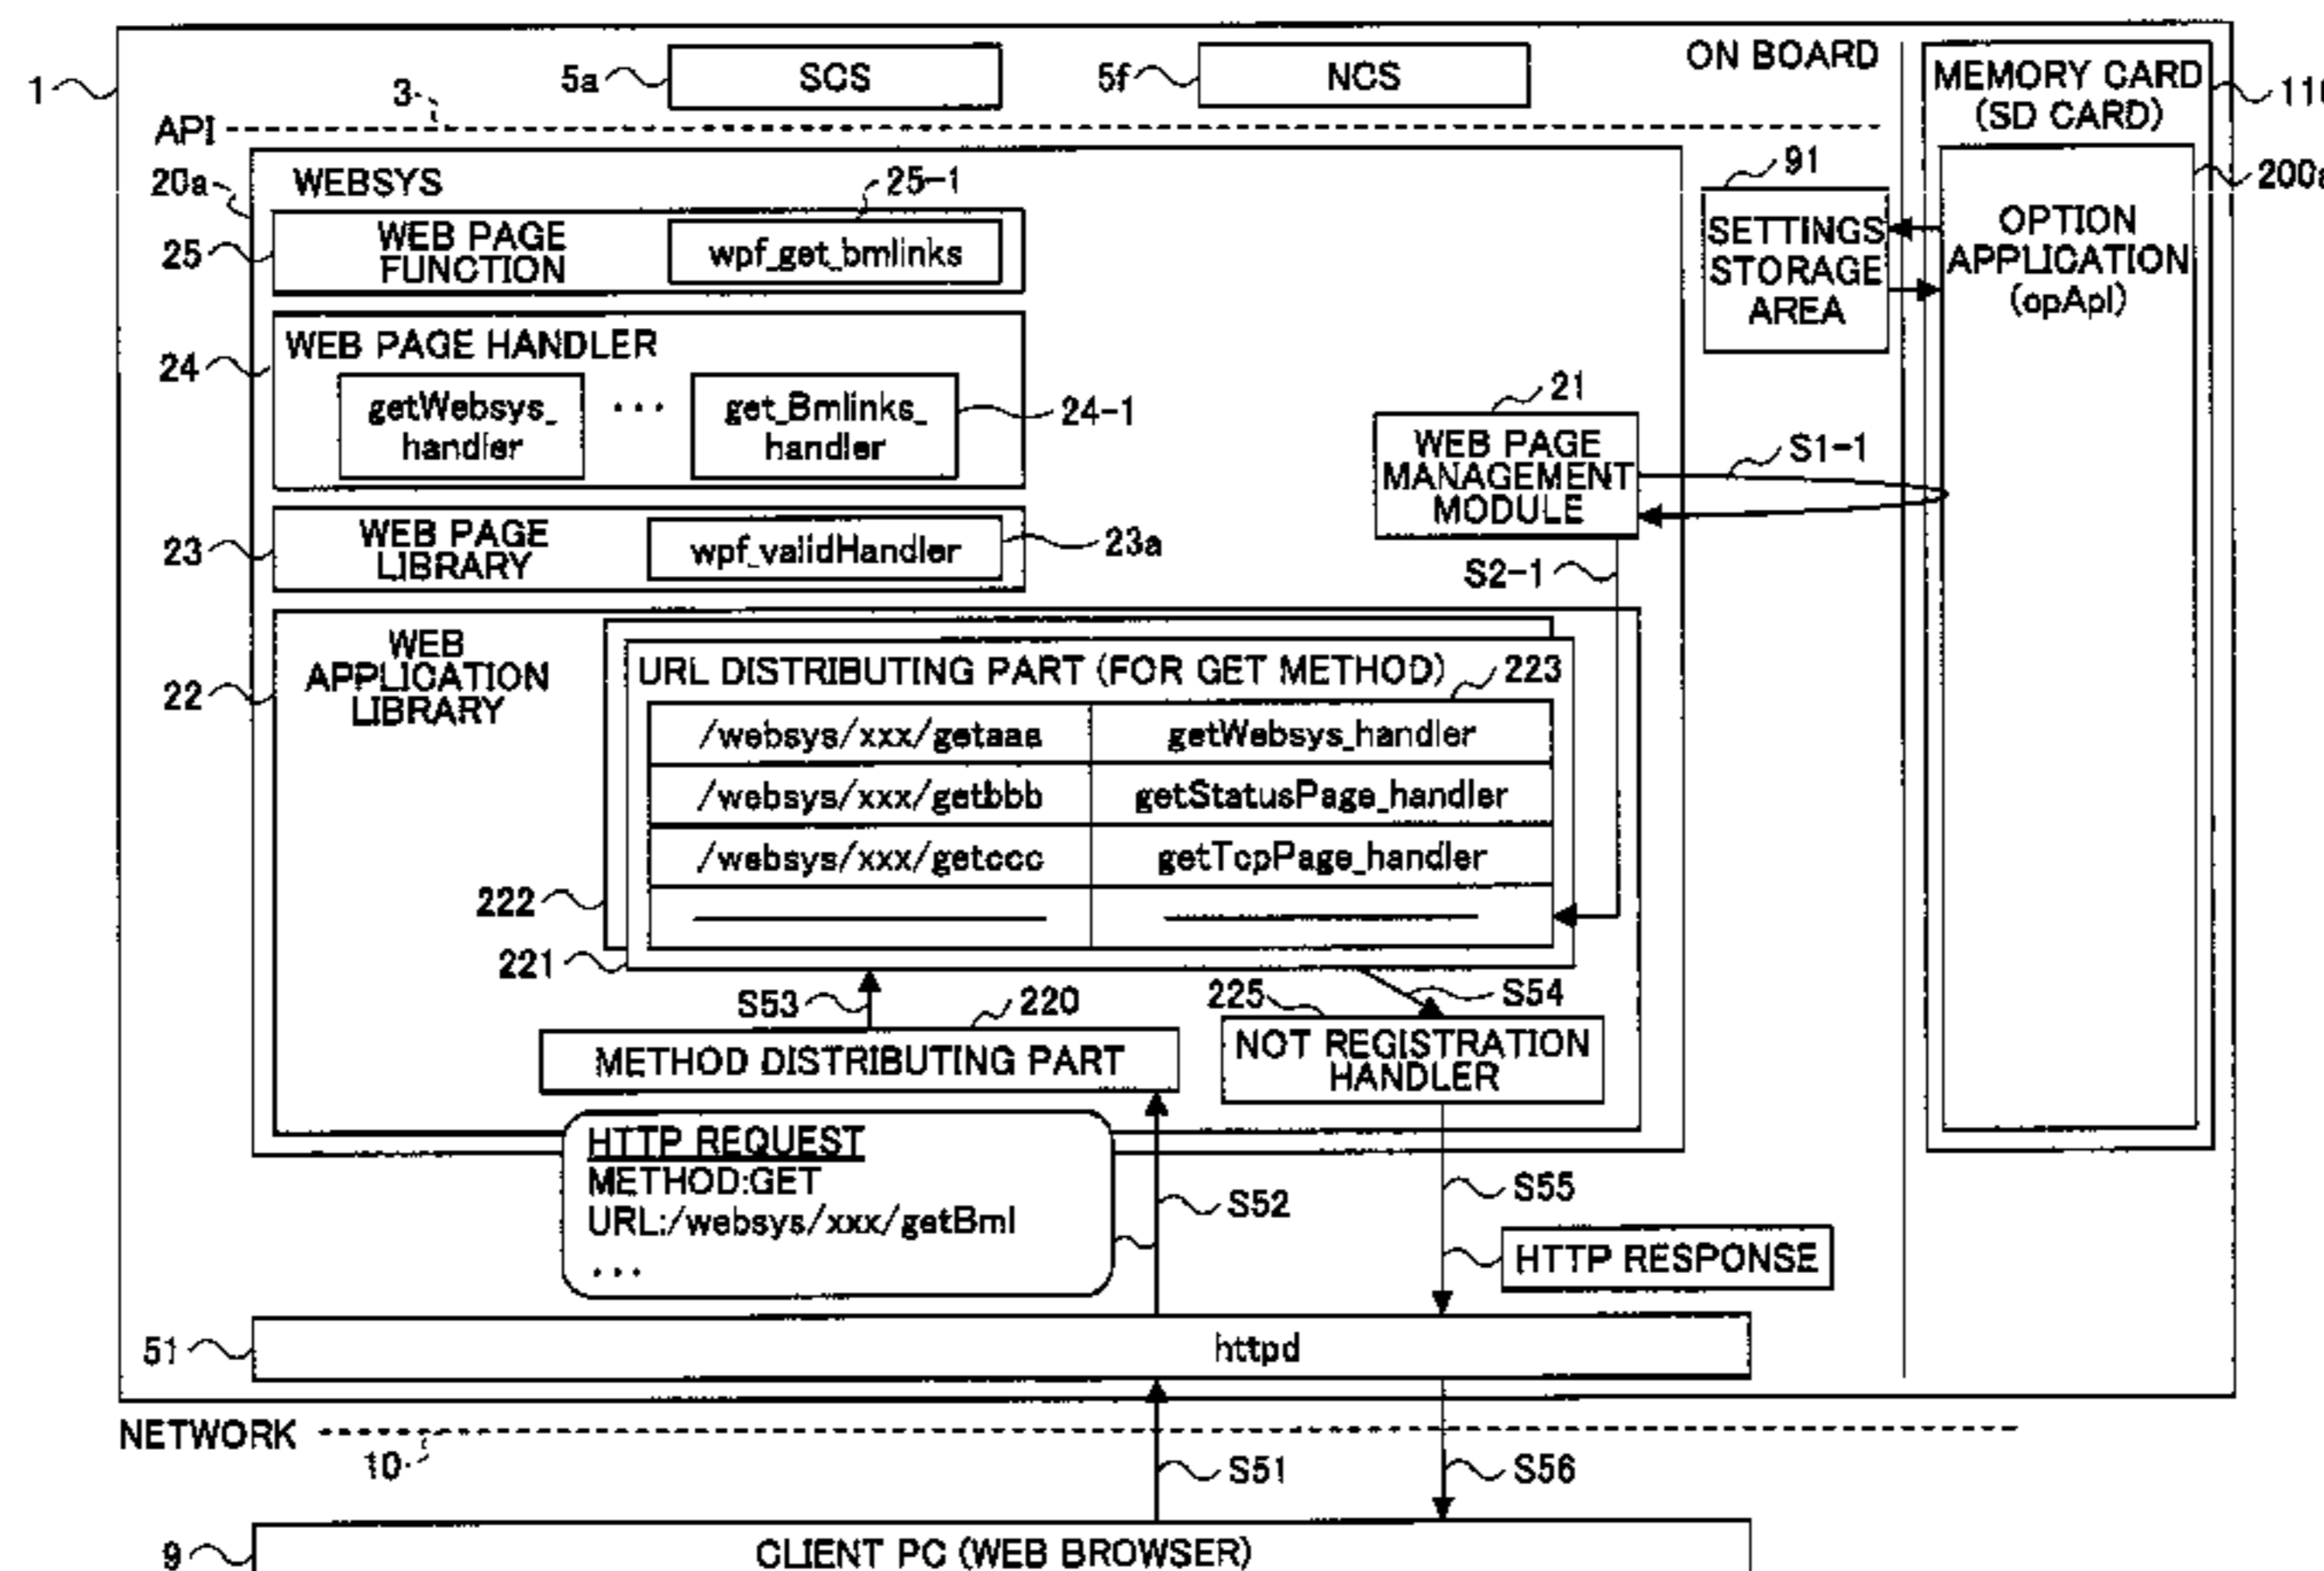 1
5a
SCS
5f
NCS
ON BOARD
3
API
MEMORY CARD
(SD CARD)
20a
WEBSYS
25-1
25
WEB PAGE
FUNCTION
wpf_get_bmlinks
91
SETTINGS
STORAGE
AREA
200a
OPTION
APPLICATION
(opApl)
24
WEB PAGE HANDLER
getWebsys_
handler
...
get_Bmlinks_
handler
24-1
21
WEB PAGE
MANAGEMENT
MODULE
S1-1
23
WEB PAGE
LIBRARY
wpf_validHandler
23a
S2-1
22
WEB
APPLICATION
LIBRARY
URL DISTRIBUTING PART (FOR GET METHOD)
223
/websys/xxx/getaaa
getWebsys_handler
/websys/xxx/getbbb
getStatusPage_handler
/websys/xxx/getccc
getTopPage_handler
222
221
S53
220
225
S54
METHOD DISTRIBUTING PART
NOT REGISTRATION
HANDLER
HTTP REQUEST
METHOD:GET
URL:/websys/xxx/getBml
...
S52
S55
HTTP RESPONSE
51
httpd
NETWORK
10
S51
S56
9
CLIENT PC (WEB BROWSER)